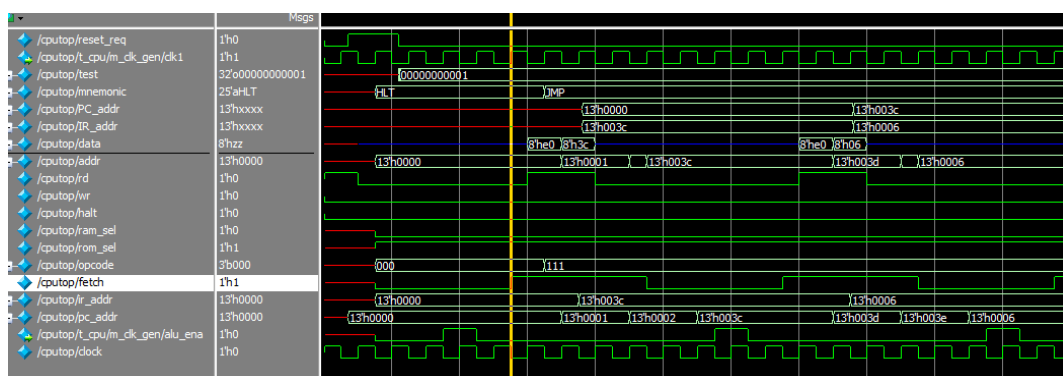 Msgs
/cputop/reset_req 1'h0
/cputop/t_cpu/m_clk_gen/clk1 1'h1
/cputop/test 32'o00000000001 00000000001
/cputop/mnemonic 25'aHLT HLT JMP
/cputop/PC_addr 13'hxxxx 13'h0000 13'h003c
/cputop/IR_addr 13'hxxxx 13'h003c 13'h0006
/cputop/data 8'hzz 8'he0 8'h3c 8'he0 8'h06
/cputop/addr 13'h0000 13'h0000 13'h0001 13'h003c 13'h003d 13'h0006
/cputop/rd 1'h0
/cputop/wr 1'h0
/cputop/halt 1'h0
/cputop/ram_sel 1'h0
/cputop/rom_sel 1'h1
/cputop/opcode 3'b000 000 111
/cputop/fetch 1'h1
/cputop/ir_addr 13'h0000 13'h0000 13'h003c 13'h0006
/cputop/pc_addr 13'h0000 13'h0000 13'h0001 13'h0002 13'h003c 13'h003d 13'h003e 13'h0006
/cputop/t_cpu/m_clk_gen/alu_ena 1'h0
/cputop/clock 1'h0